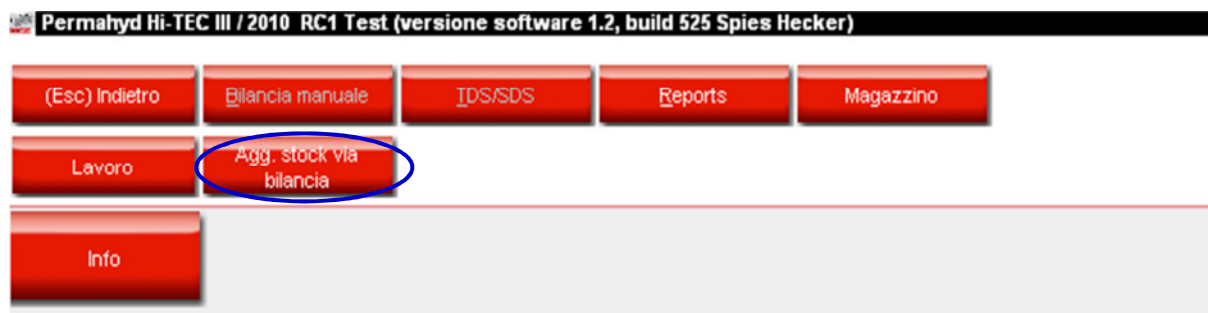 Permahyd Hi-TEC III / 2010 RC1 Test (versione software 1.2, build 525 Spies Hecker)
(Esc) Indietro
Bilancia manuale
TDS/SDS
Reports
Magazzino
Lavoro
Agg. stock via
bilancia
Info